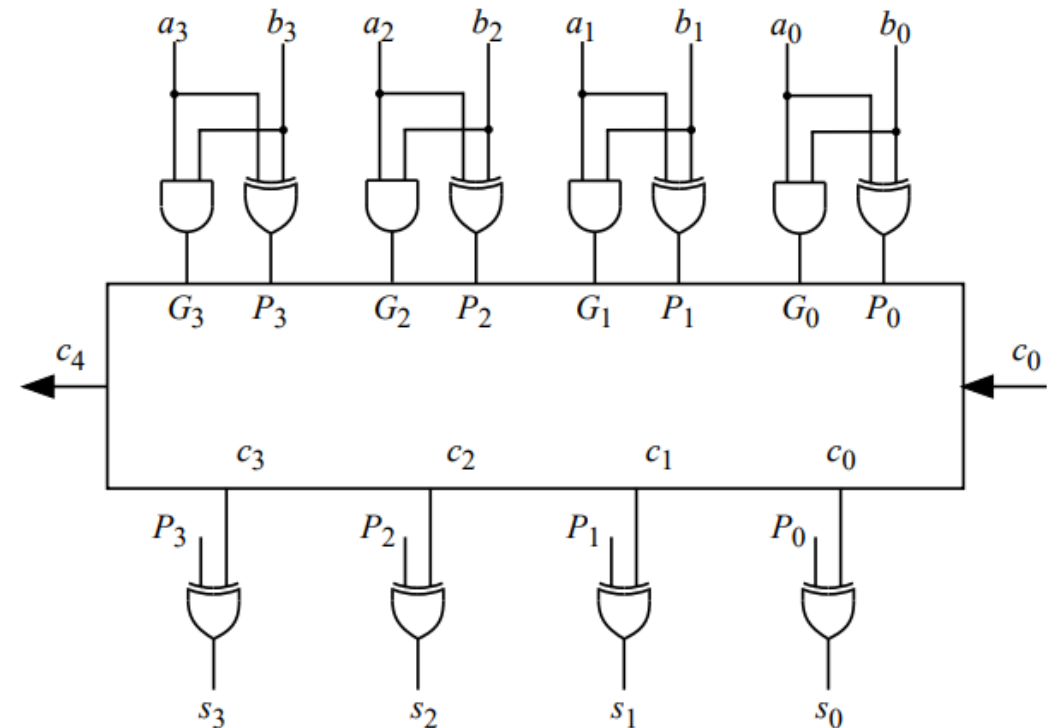 a3 b3 a2 b2 a1 b1 a0 b0
G3 P3 G2 P2 G1 P1 G0 P0
c4 c0
c3 c2 c1 c0
P3 P2 P1 P0
s3 s2 s1 s0